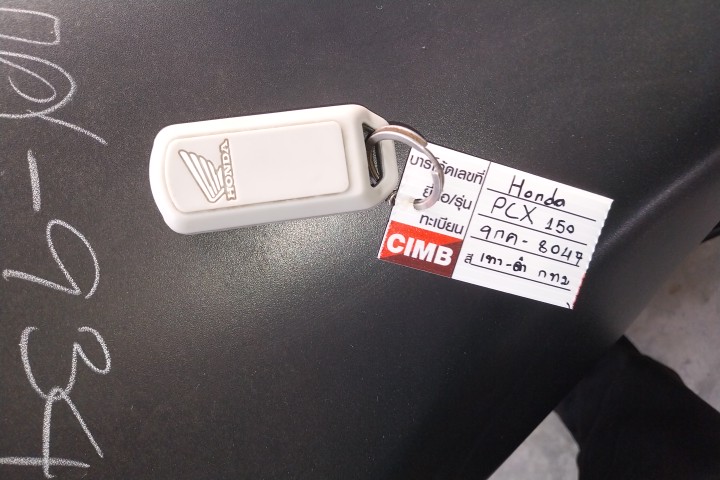 HONDA
บาร์โค๊ดเลขที่
ยี่ห้อ/รุ่น Honda
PCX 150
ทะเบียน 9กค-8047
CIMB สี เทา-ดำ กทม
-934